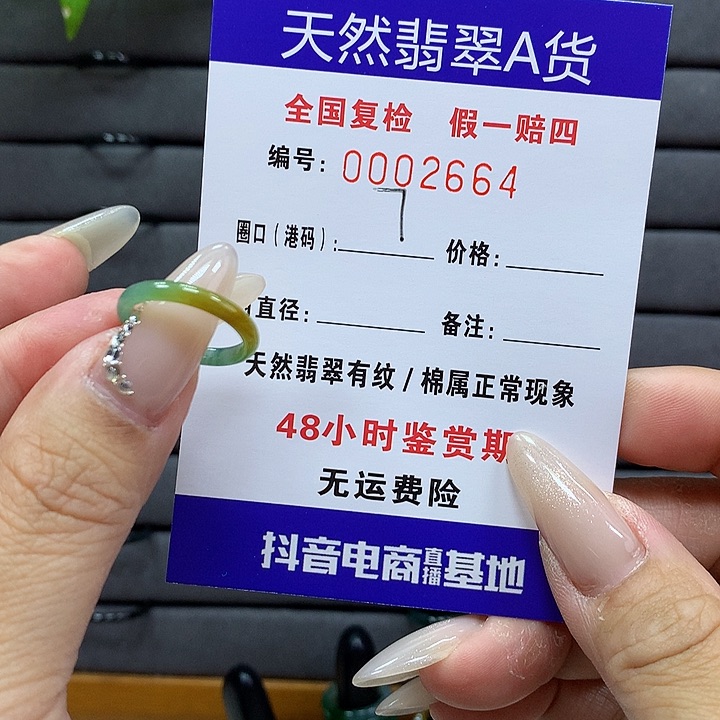 天然翡翠A货
全国复检 假一赔四
编号: 0002664
圈口(港码): 7 价格:
直径: 备注:
天然翡翠有纹/棉属正常现象
48小时鉴赏期
无运费险
抖音电商直播基地